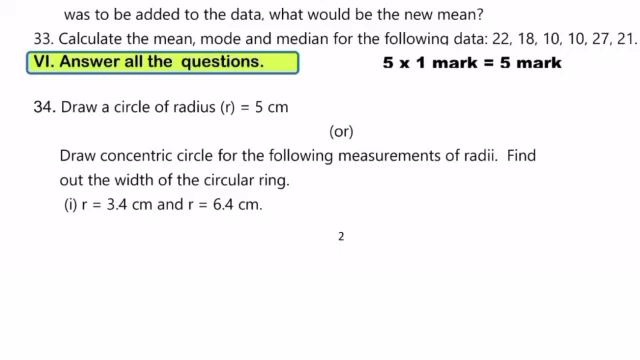 was to be added to the data, what would be the new mean?
33. Calculate the mean, mode and median for the following data: 22, 18, 10, 10, 27, 21.
VI. Answer all the questions.
5 x 1 mark = 5 mark
34. Draw a circle of radius (r) = 5 cm
(or)
Draw concentric circle for the following measurements of radii. Find
out the width of the circular ring.
(i) r = 3.4 cm and r = 6.4 cm.
2